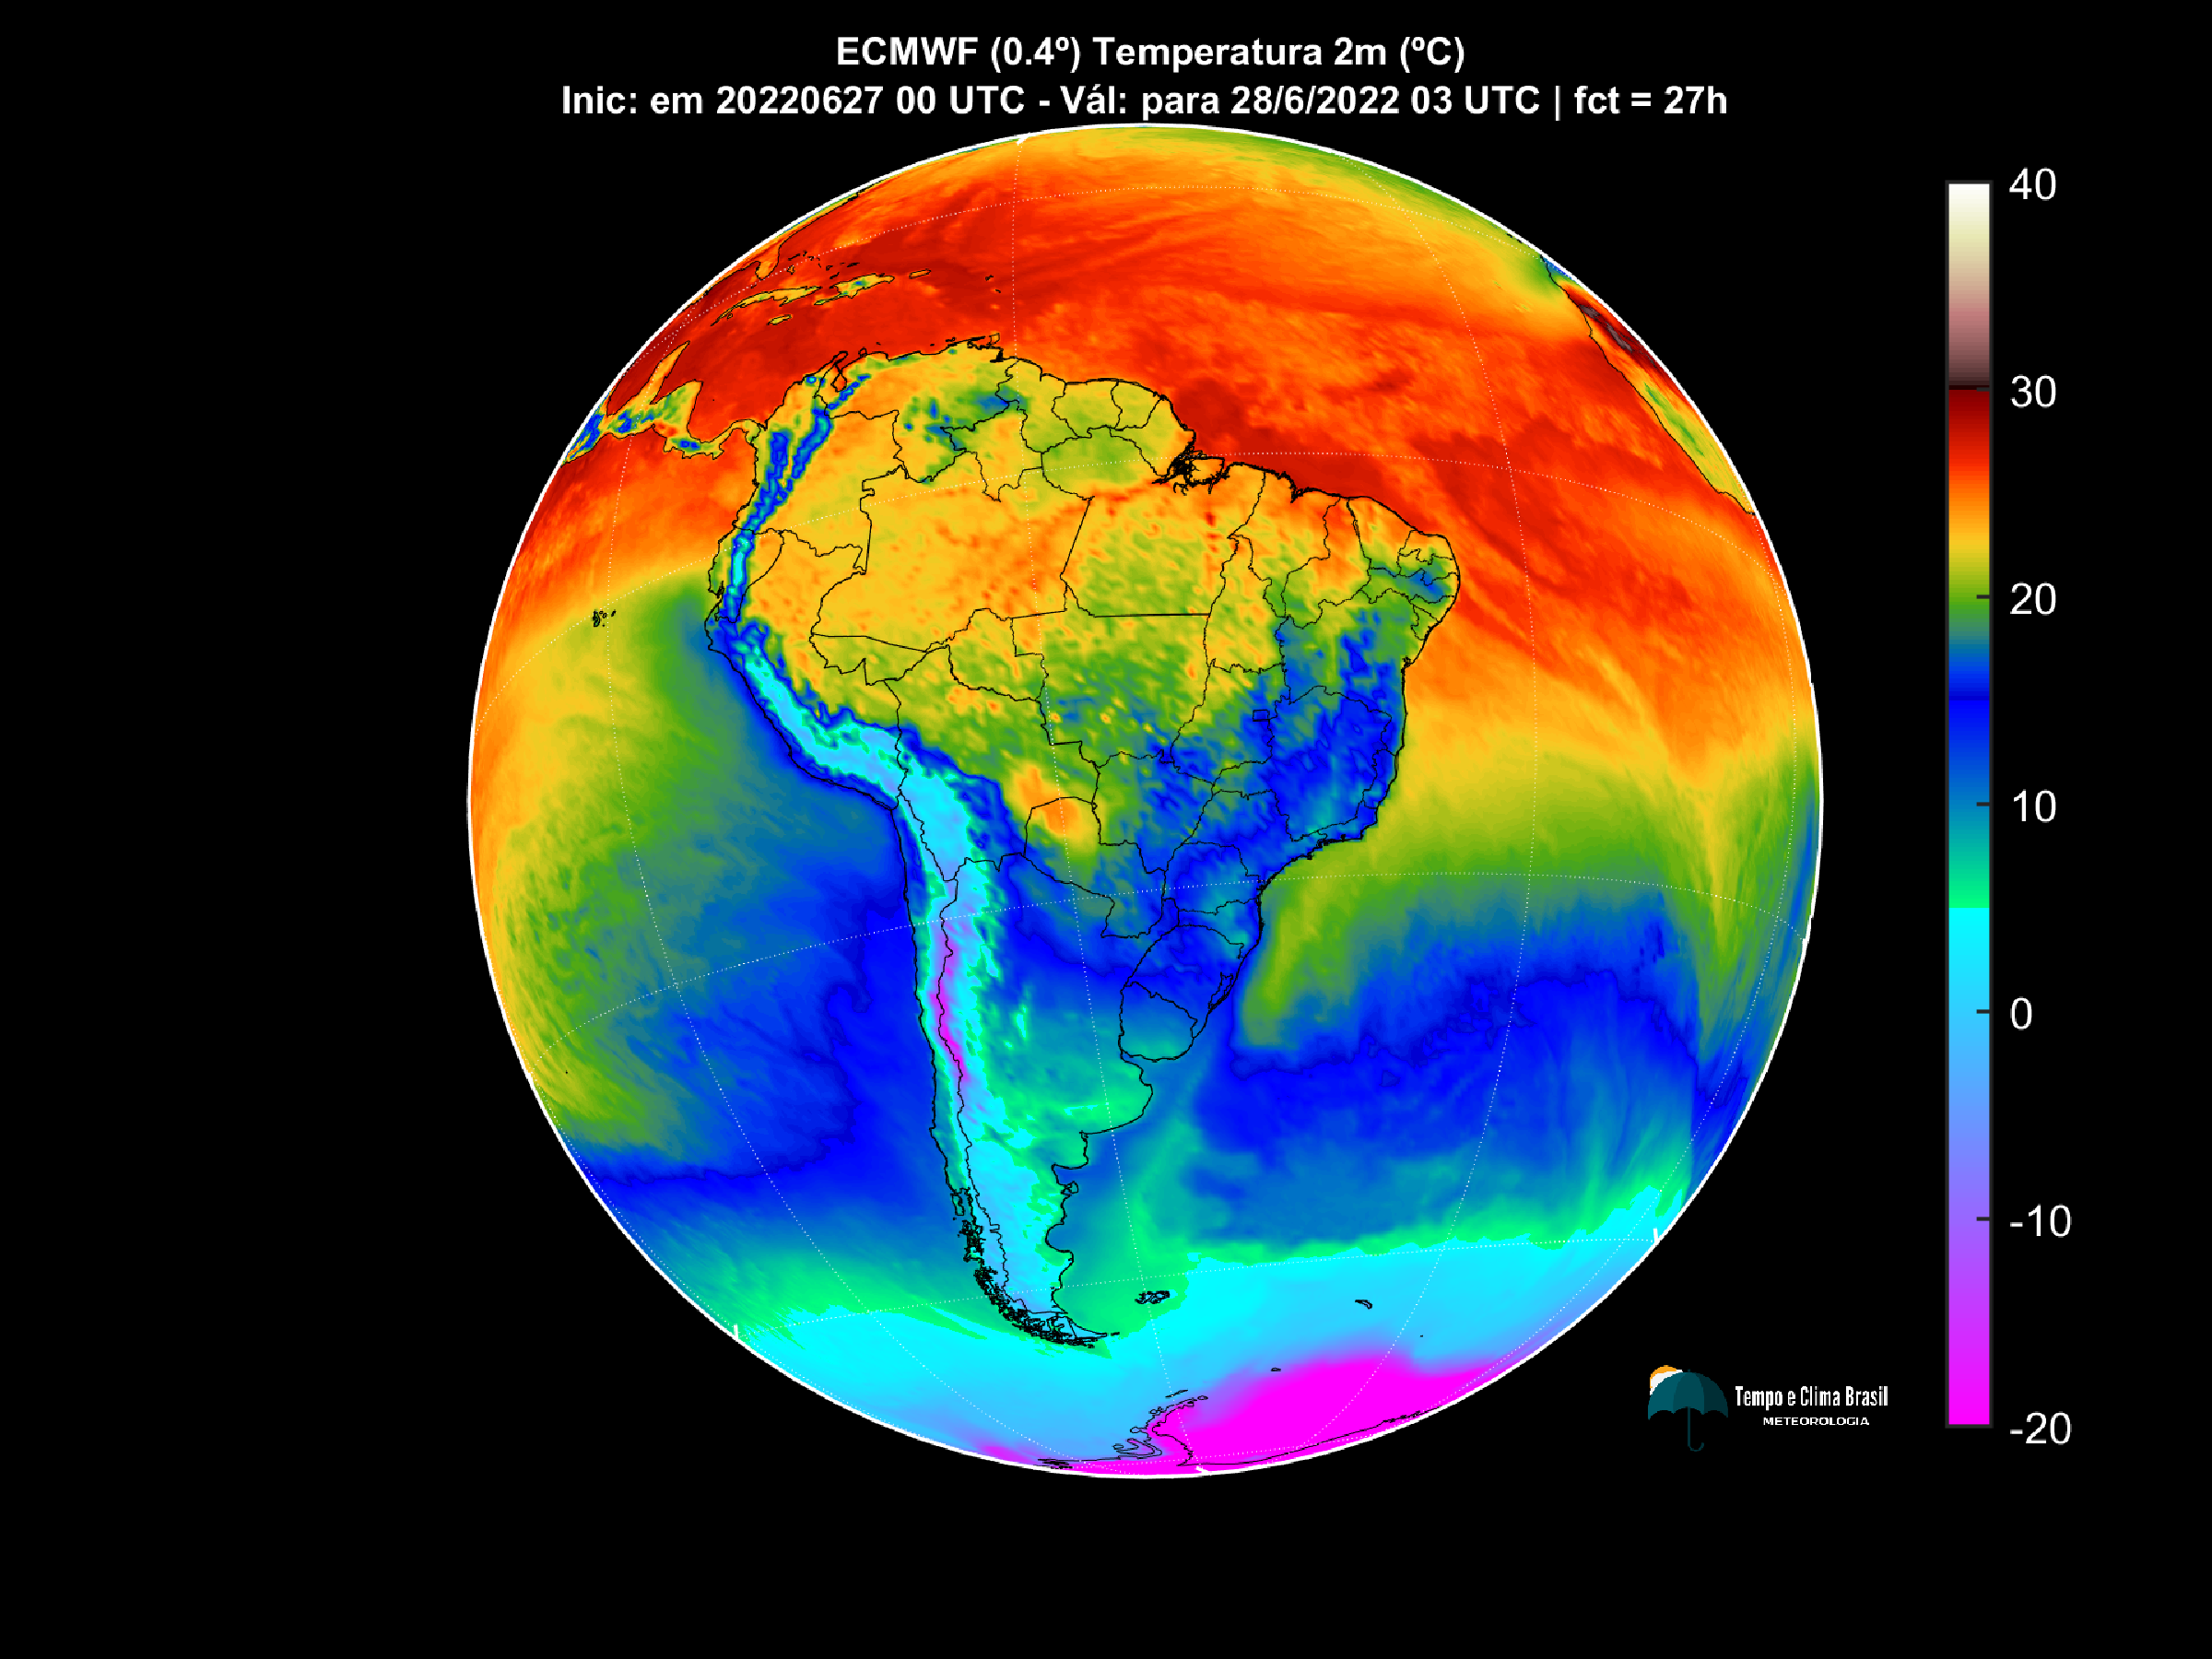 ECMWF (0.4º) Temperatura 2m (ºC)
Inic: em 20220627 00 UTC - Vál: para 28/6/2022 03 UTC | fct = 27h
40
30
20
10
0
-10
-20
Tempo e Clima Brasil
METEOROLOGIA